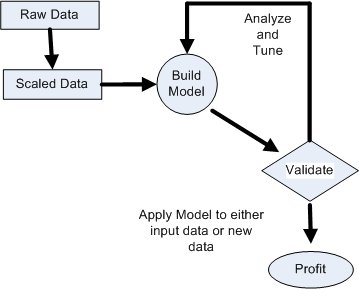 Raw Data
Analyze
and
Tune
Scaled Data
Build
Model
Validate
Apply Model to either
input data or new
data
Profit